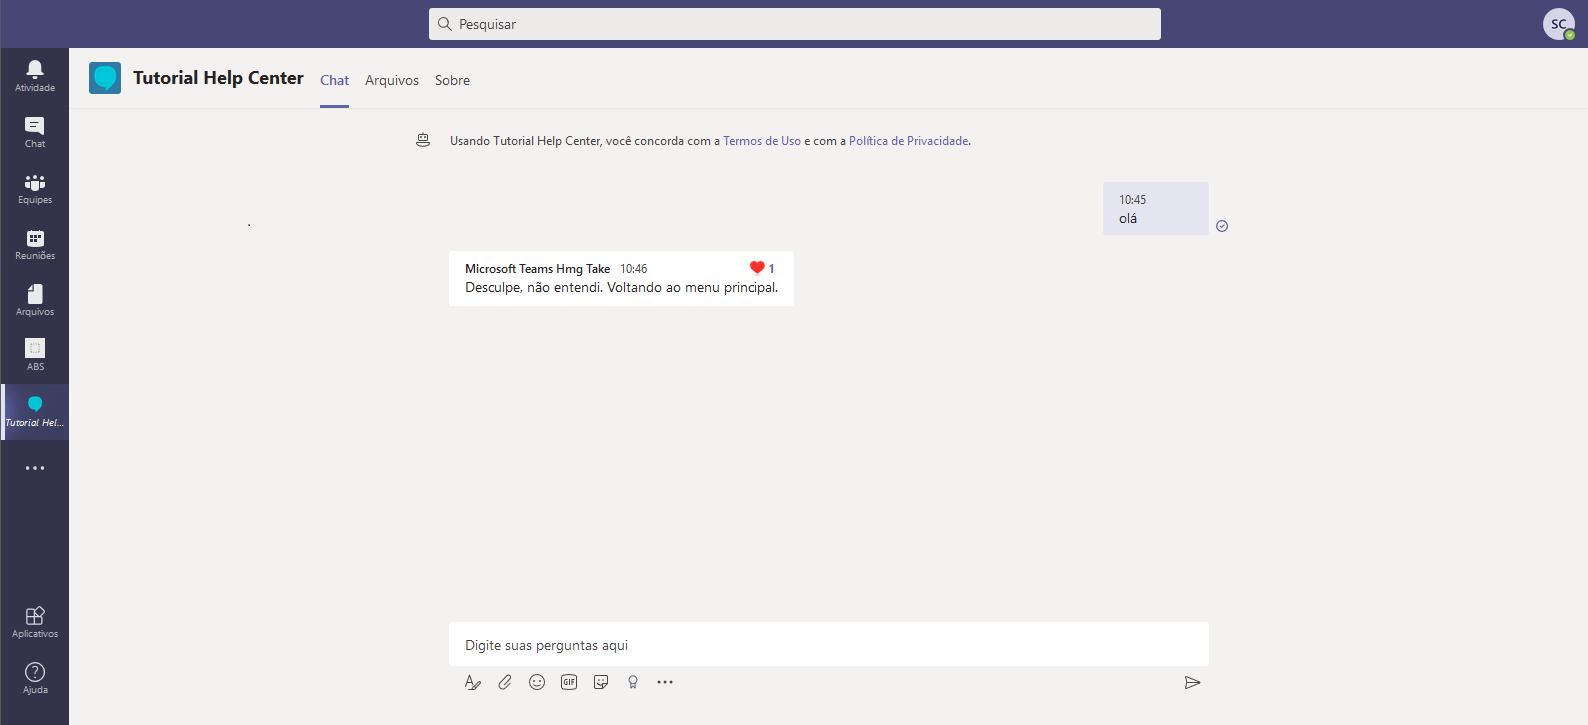 Pesquisar
SC
Atividade
Chat
Equipes
Reuniões
Arquivos
ABS
Tutorial Hel...
Aplicativos
Ajuda
Tutorial Help Center Chat Arquivos Sobre
Usando Tutorial Help Center, você concorda com a Termos de Uso e com a Política de Privacidade.
10:45
olá
.
Microsoft Teams Hmg Take 10:46 1
Desculpe, não entendi. Voltando ao menu principal.
Digite suas perguntas aqui
GIF